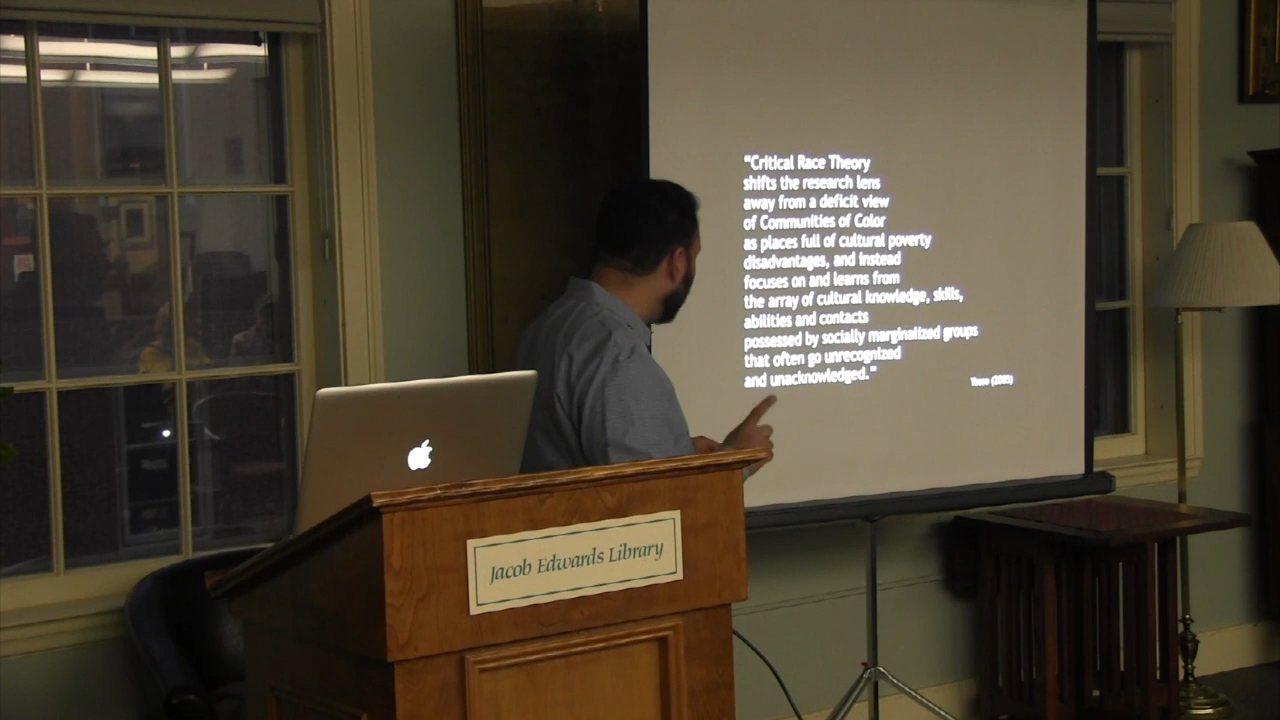 “Critical Race Theory
shifts the research lens
away from a deficit view
of Communities of Color
as places full of cultural poverty
disadvantages, and instead
focuses on and learns from
the array of cultural knowledge, skills,
abilities and contacts
possessed by socially marginalized groups
that often go unrecognized
and unacknowledged.”
Yosso (2005)
Jacob Edwards Library